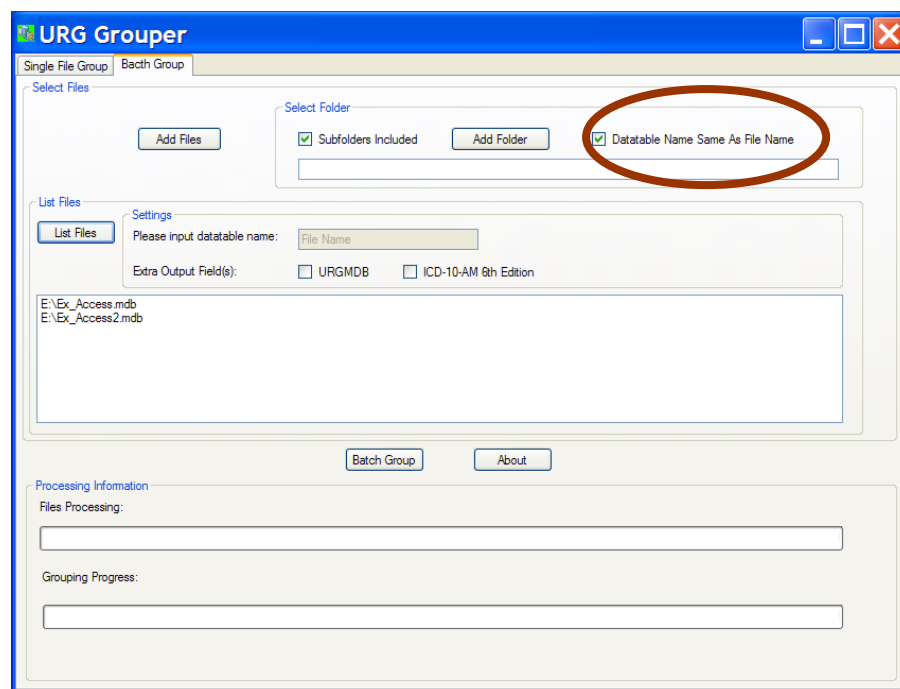 URG Grouper
Single File Group Bacth Group
Select Files
Select Folder
Add Files Subfolders Included Add Folder Datatable Name Same As File Name
List Files
Settings
List Files Please input datatable name: File Name
Extra Output Field(s): URGMDB ICD-10-AM 6th Edition
E:\Ex_Access.mdb
E:\Ex_Access2.mdb
Batch Group About
Processing Information
Files Processing:
Grouping Progress: